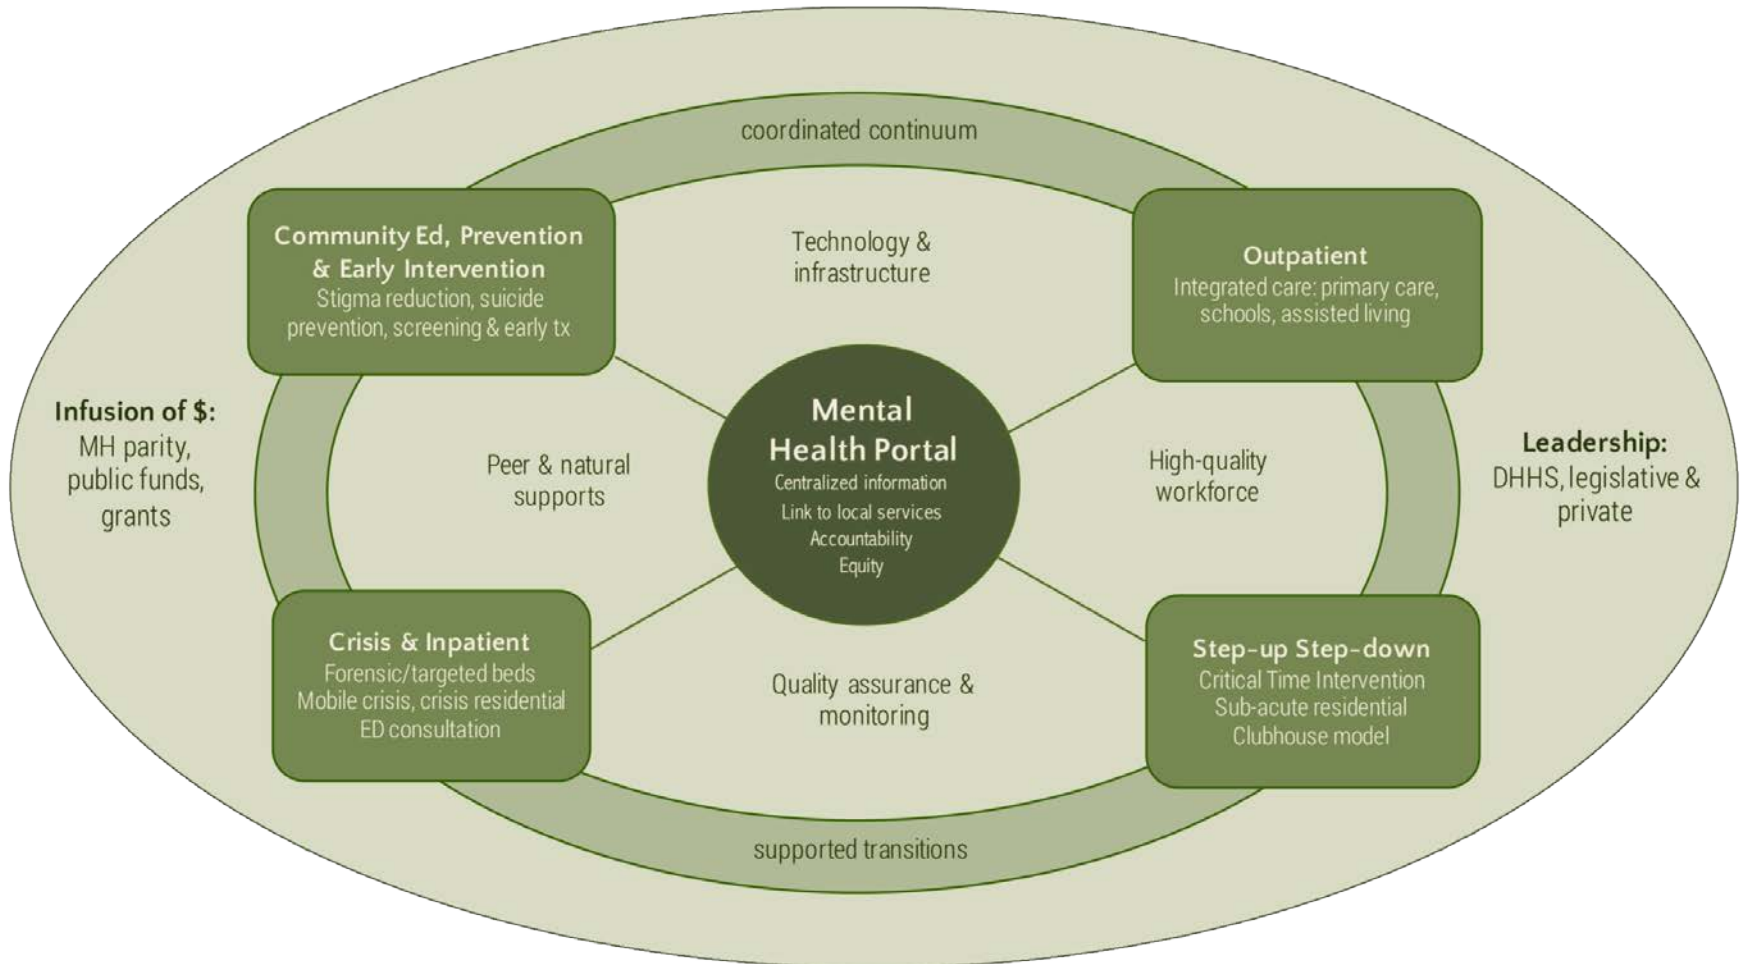 coordinated continuum
Community Ed, Prevention
& Early Intervention
Stigma reduction, suicide
prevention, screening & early tx
Technology &
infrastructure
Outpatient
Integrated care: primary care,
schools, assisted living
Infusion of $:
MH parity,
public funds,
grants
Peer & natural
supports
Mental
Health Portal
Centralized information
Link to local services
Accountability
Equity
High-quality
workforce
Leadership:
DHHS, legislative &
private
Crisis & Inpatient
Forensic/targeted beds
Mobile crisis, crisis residential
ED consultation
Quality assurance &
monitoring
Step-up Step-down
Critical Time Intervention
Sub-acute residential
Clubhouse model
supported transitions